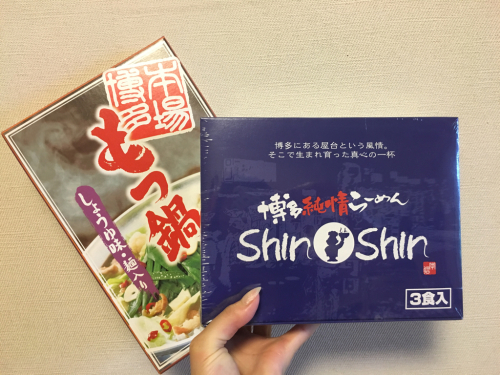 本場
博多
もつ鍋
しょうゆ味・麺入り
博多にある屋台という風情。
そこで生まれ育った真心の一杯
博多純情らーめん
Shin Shin
3食入